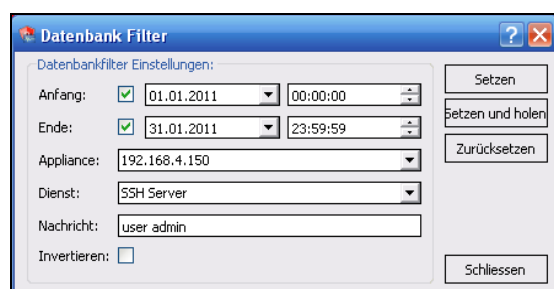 Datenbank Filter
Datenbankfilter Einstellungen:
Anfang: 01.01.2011 00:00:00
Ende: 31.01.2011 23:59:59
Appliance: 192.168.4.150
Dienst: SSH Server
Nachricht: user admin
Invertieren:
Setzen
Setzen und holen
Zurücksetzen
Schliessen